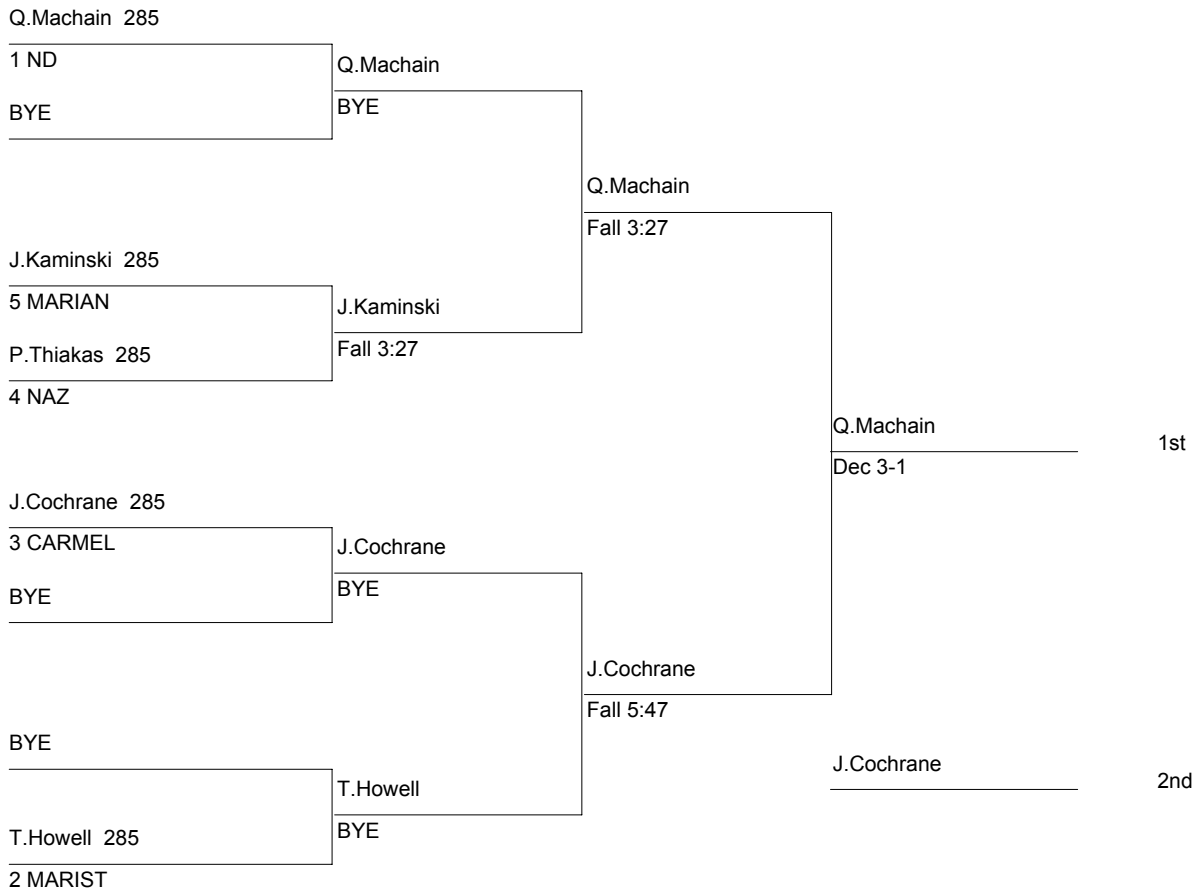 Q.Machain 285
1 ND
BYE
J.Kaminski 285
5 MARIAN
P.Thiakas 285
4 NAZ
J.Cochrane 285
3 CARMEL
BYE
BYE
T.Howell 285
2 MARIST
Q.Machain
BYE
J.Kaminski
Fall 3:27
J.Cochrane
BYE
T.Howell
BYE
Q.Machain
Fall 3:27
J.Cochrane
Fall 5:47
Q.Machain
Dec 3-1
1st
J.Cochrane
2nd